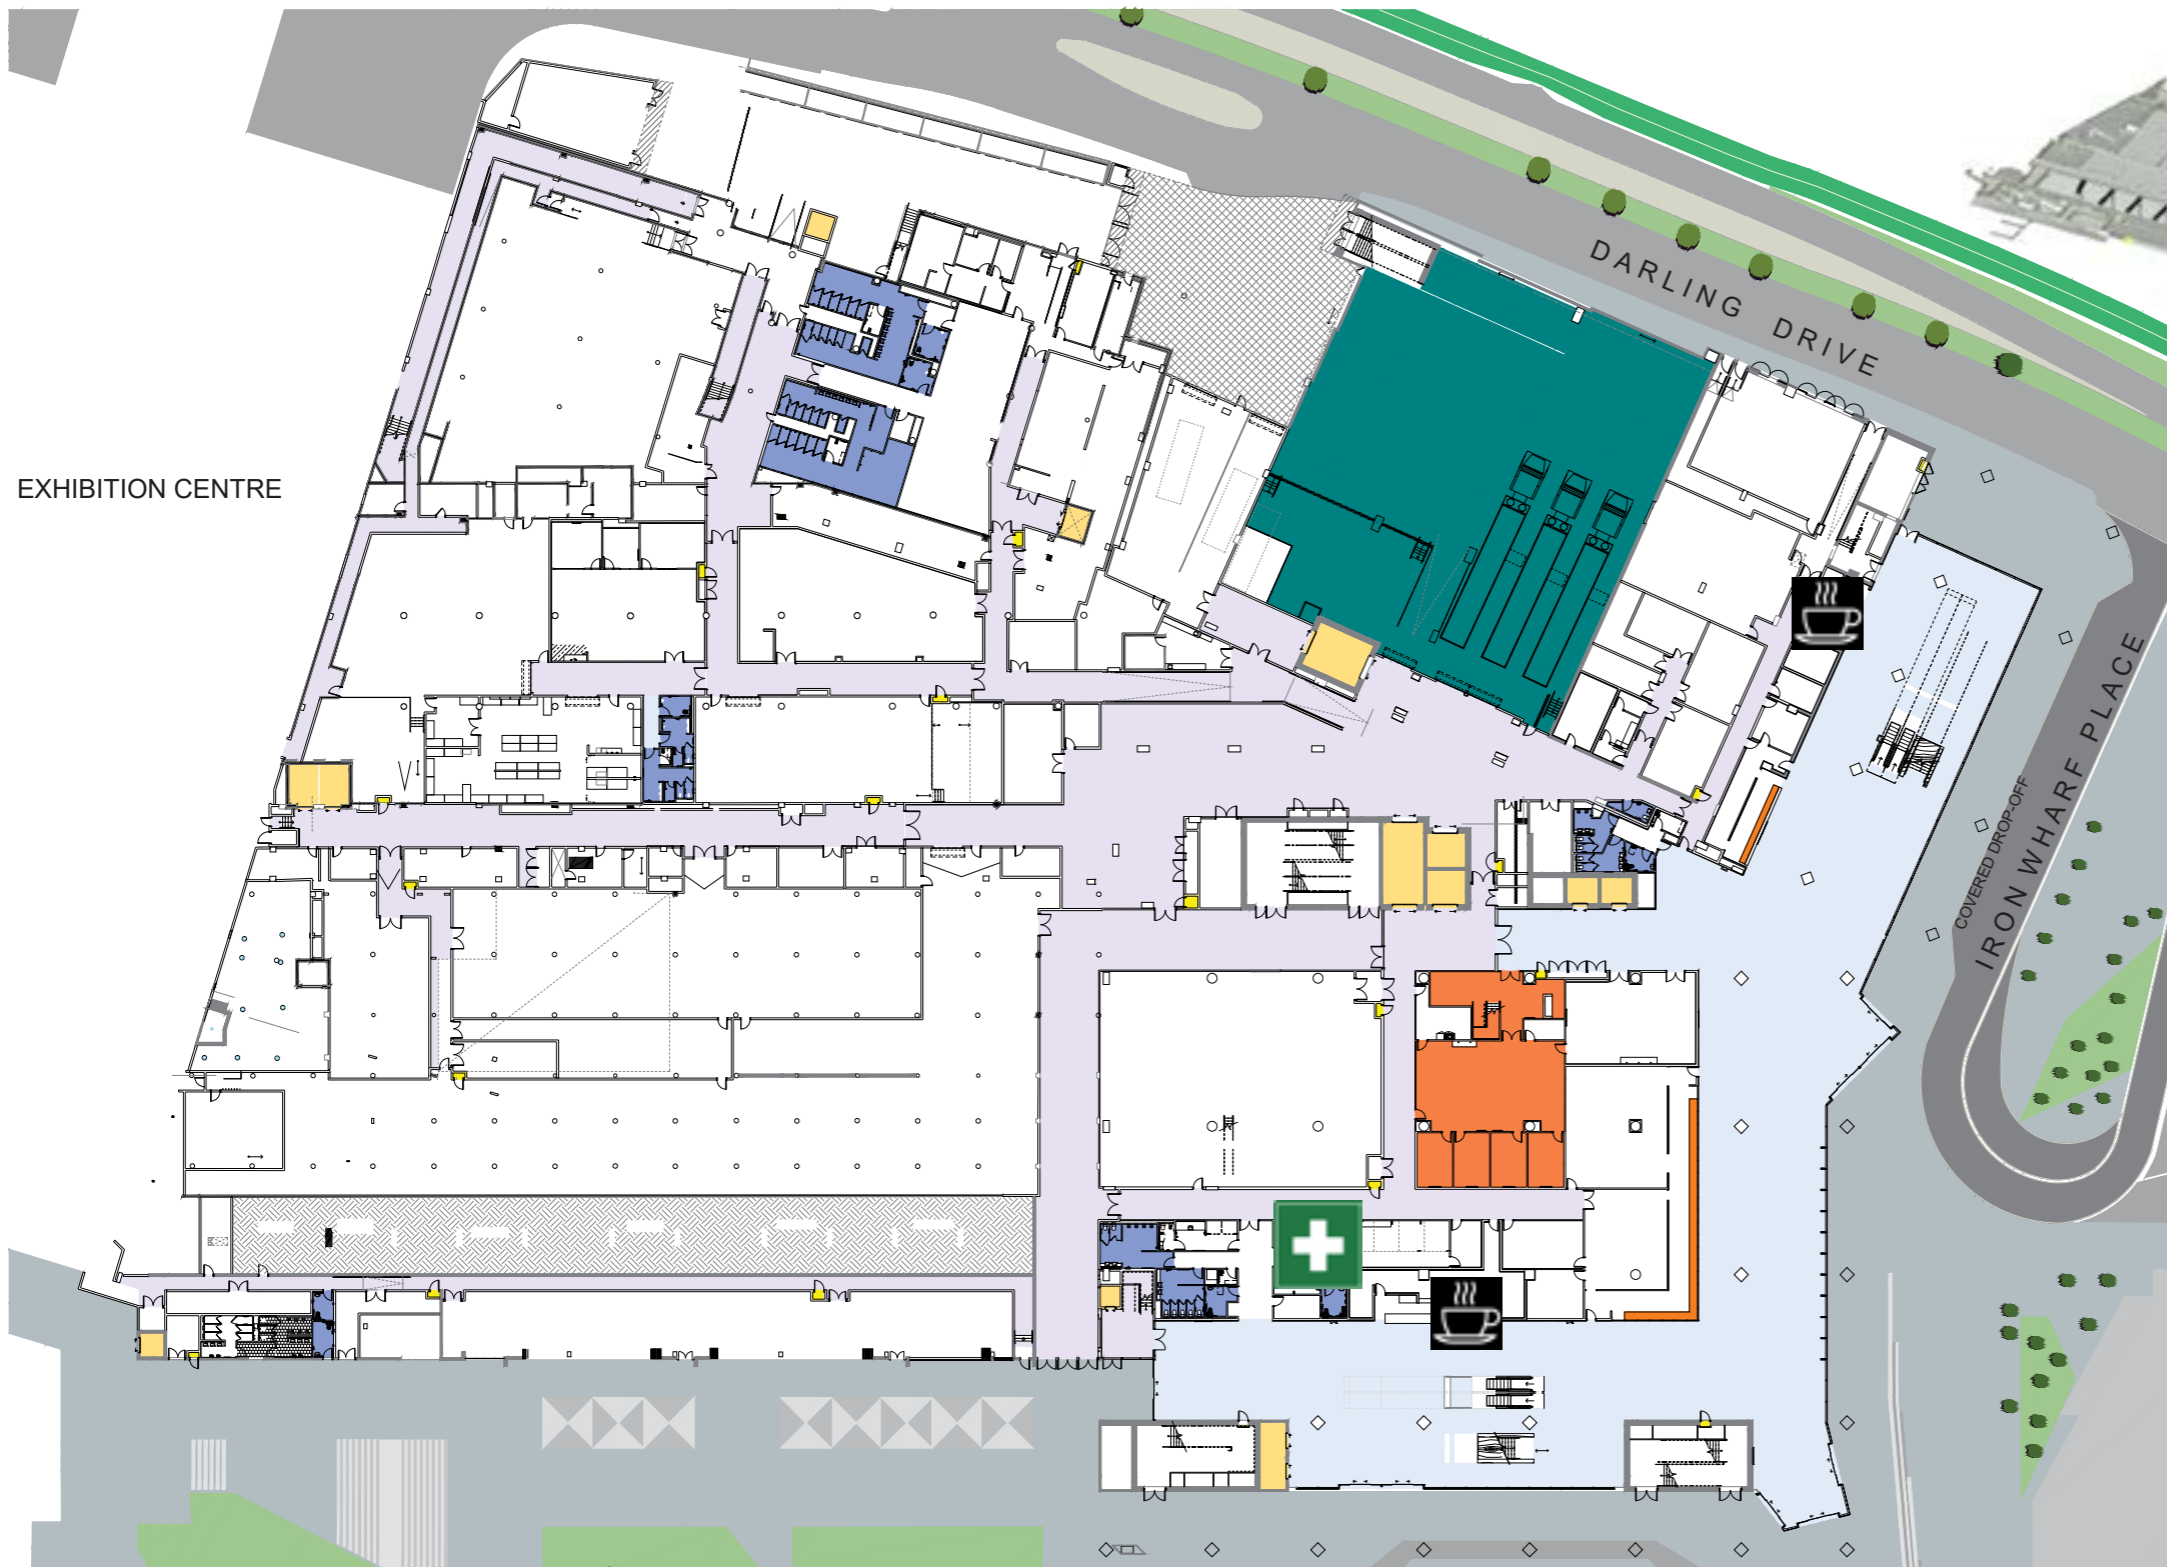 DARLING DRIVE
EXHIBITION CENTRE
COVERED DROP-OFF
IRON WHARF PLACE